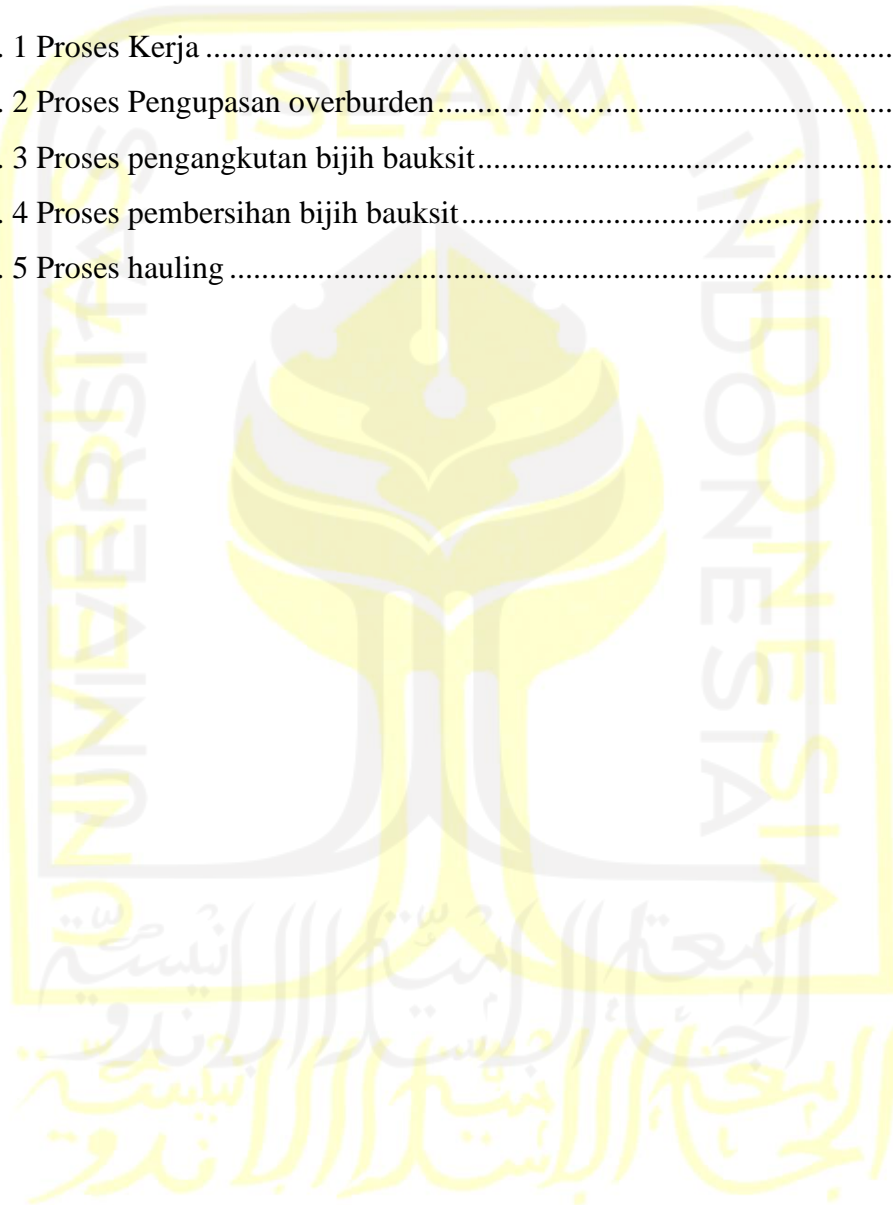 . 1 Proses Kerja ........................................................................................
. 2 Proses Pengupasan overburden ..........................................................
. 3 Proses pengangkutan bijih bauksit .....................................................
. 4 Proses pembersihan bijih bauksit .......................................................
. 5 Proses hauling ....................................................................................
ISLAM
UNIVERSITAS
INDONESIA